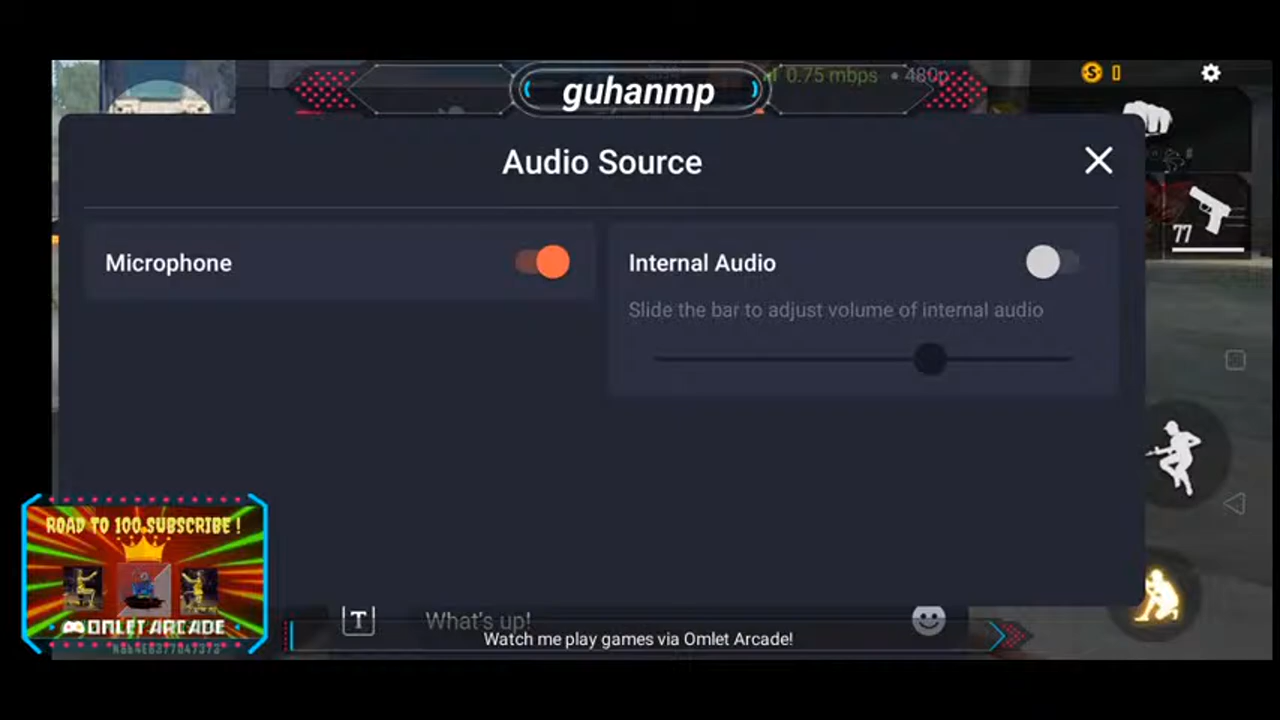 guhanmp
0.75 mbps • 480p
Audio Source
Microphone
Internal Audio
Slide the bar to adjust volume of internal audio
77
ROAD TO 100 SUBSCRIBE !
OMLET ARCADE
T
What's up!
Watch me play games via Omlet Arcade!